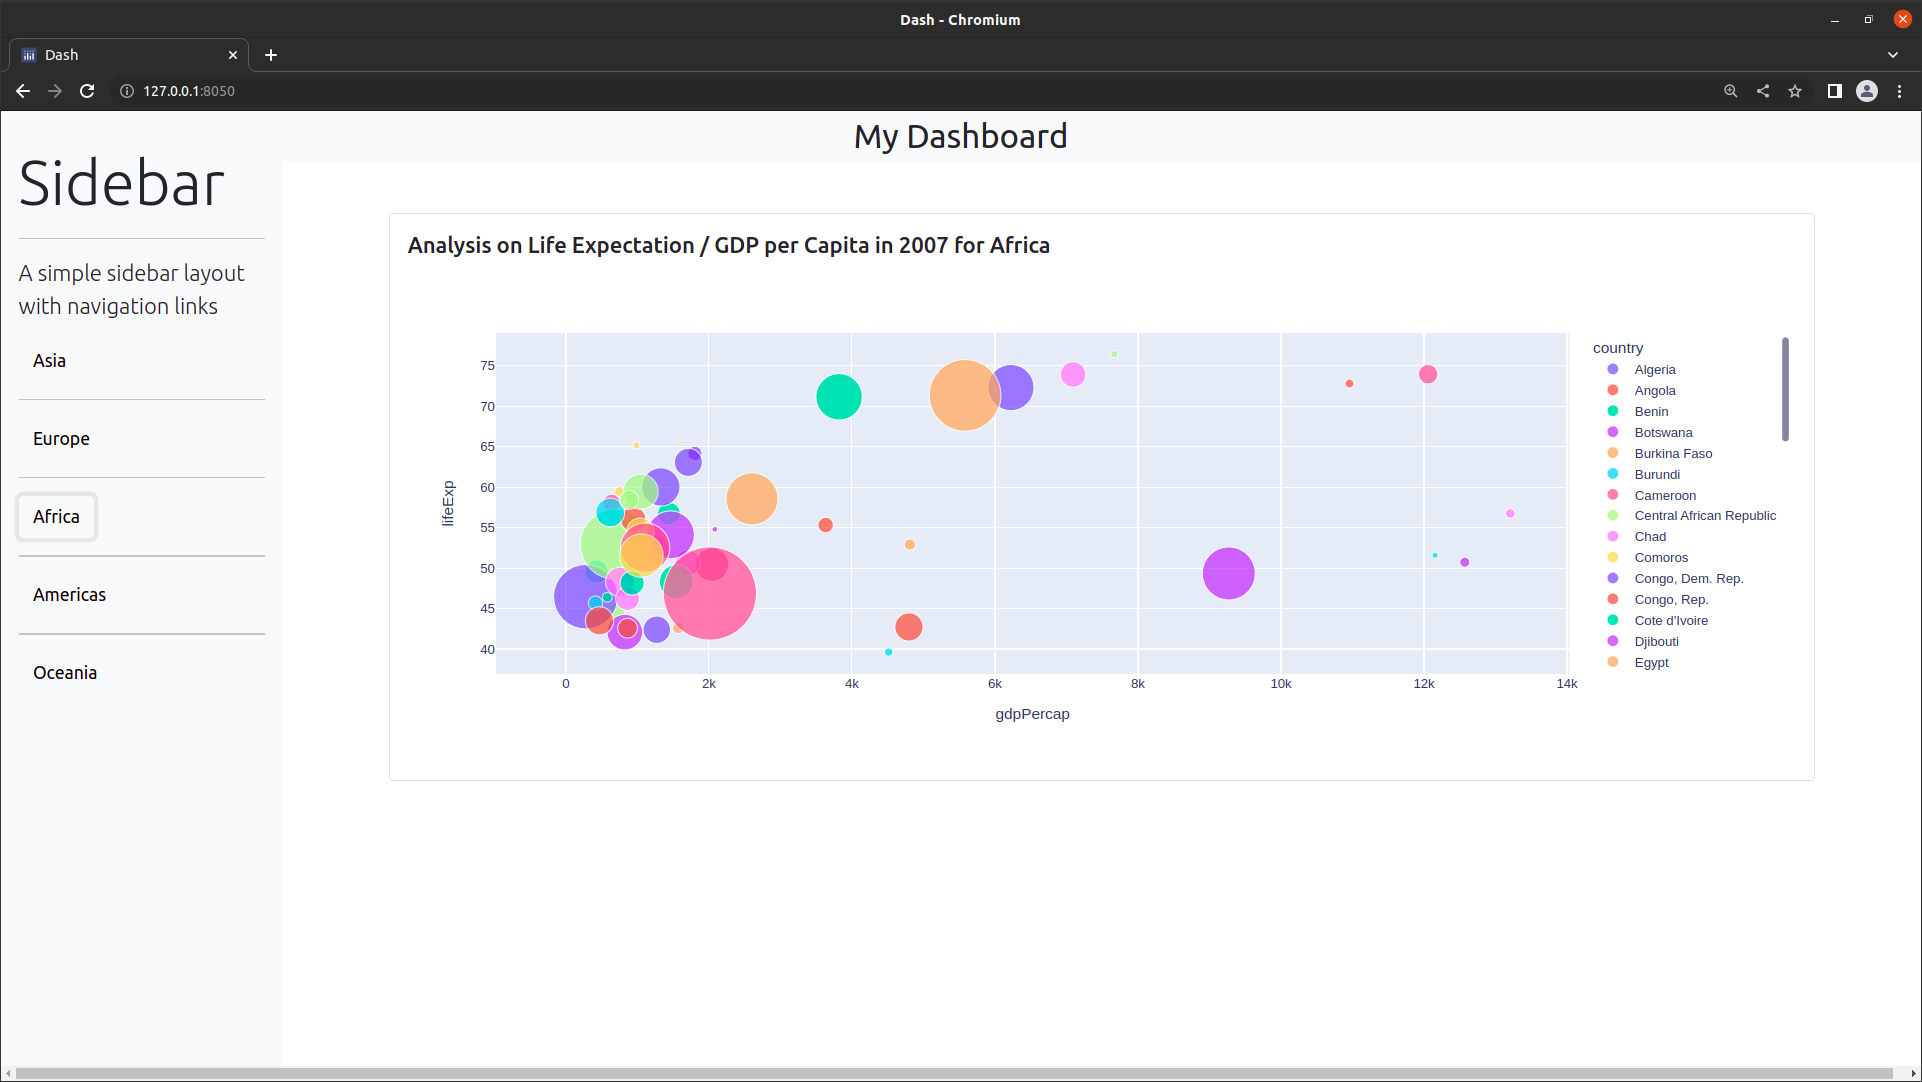 Dash - Chromium
Dash
127.0.0.1:8050
My Dashboard
Sidebar
A simple sidebar layout
with navigation links
Asia
Europe
Africa
Americas
Oceania
Analysis on Life Expectation / GDP per Capita in 2007 for Africa
75
70
65
60
55
50
45
40
lifeExp
0
2k
4k
6k
8k
10k
12k
14k
gdpPercap
country
Algeria
Angola
Benin
Botswana
Burkina Faso
Burundi
Cameroon
Central African Republic
Chad
Comoros
Congo, Dem. Rep.
Congo, Rep.
Cote d'Ivoire
Djibouti
Egypt